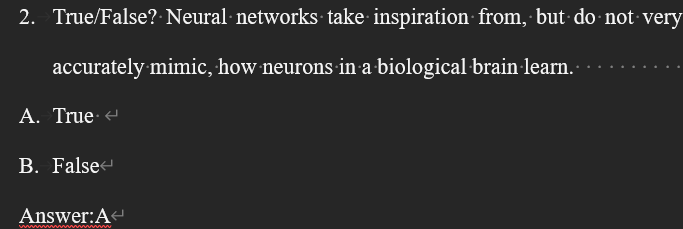 2. True/False? Neural networks take inspiration from, but do not very
accurately mimic, how neurons in a biological brain learn.
A. True
B. False
Answer:A